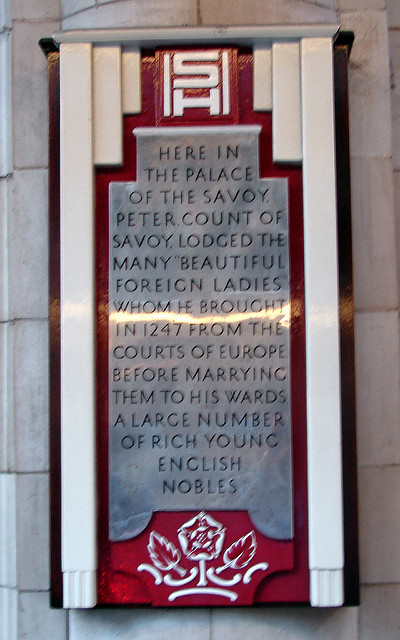 SH
HERE IN
THE PALACE
OF THE SAVOY,
PETER, COUNT OF
SAVOY, LODGED THE
MANY "BEAUTIFUL
FOREIGN LADIES"
WHOM HE BROUGHT
IN 1247 FROM THE
COURTS OF EUROPE
BEFORE MARRYING
THEM TO HIS WARDS
A LARGE NUMBER
OF RICH YOUNG
ENGLISH
NOBLES